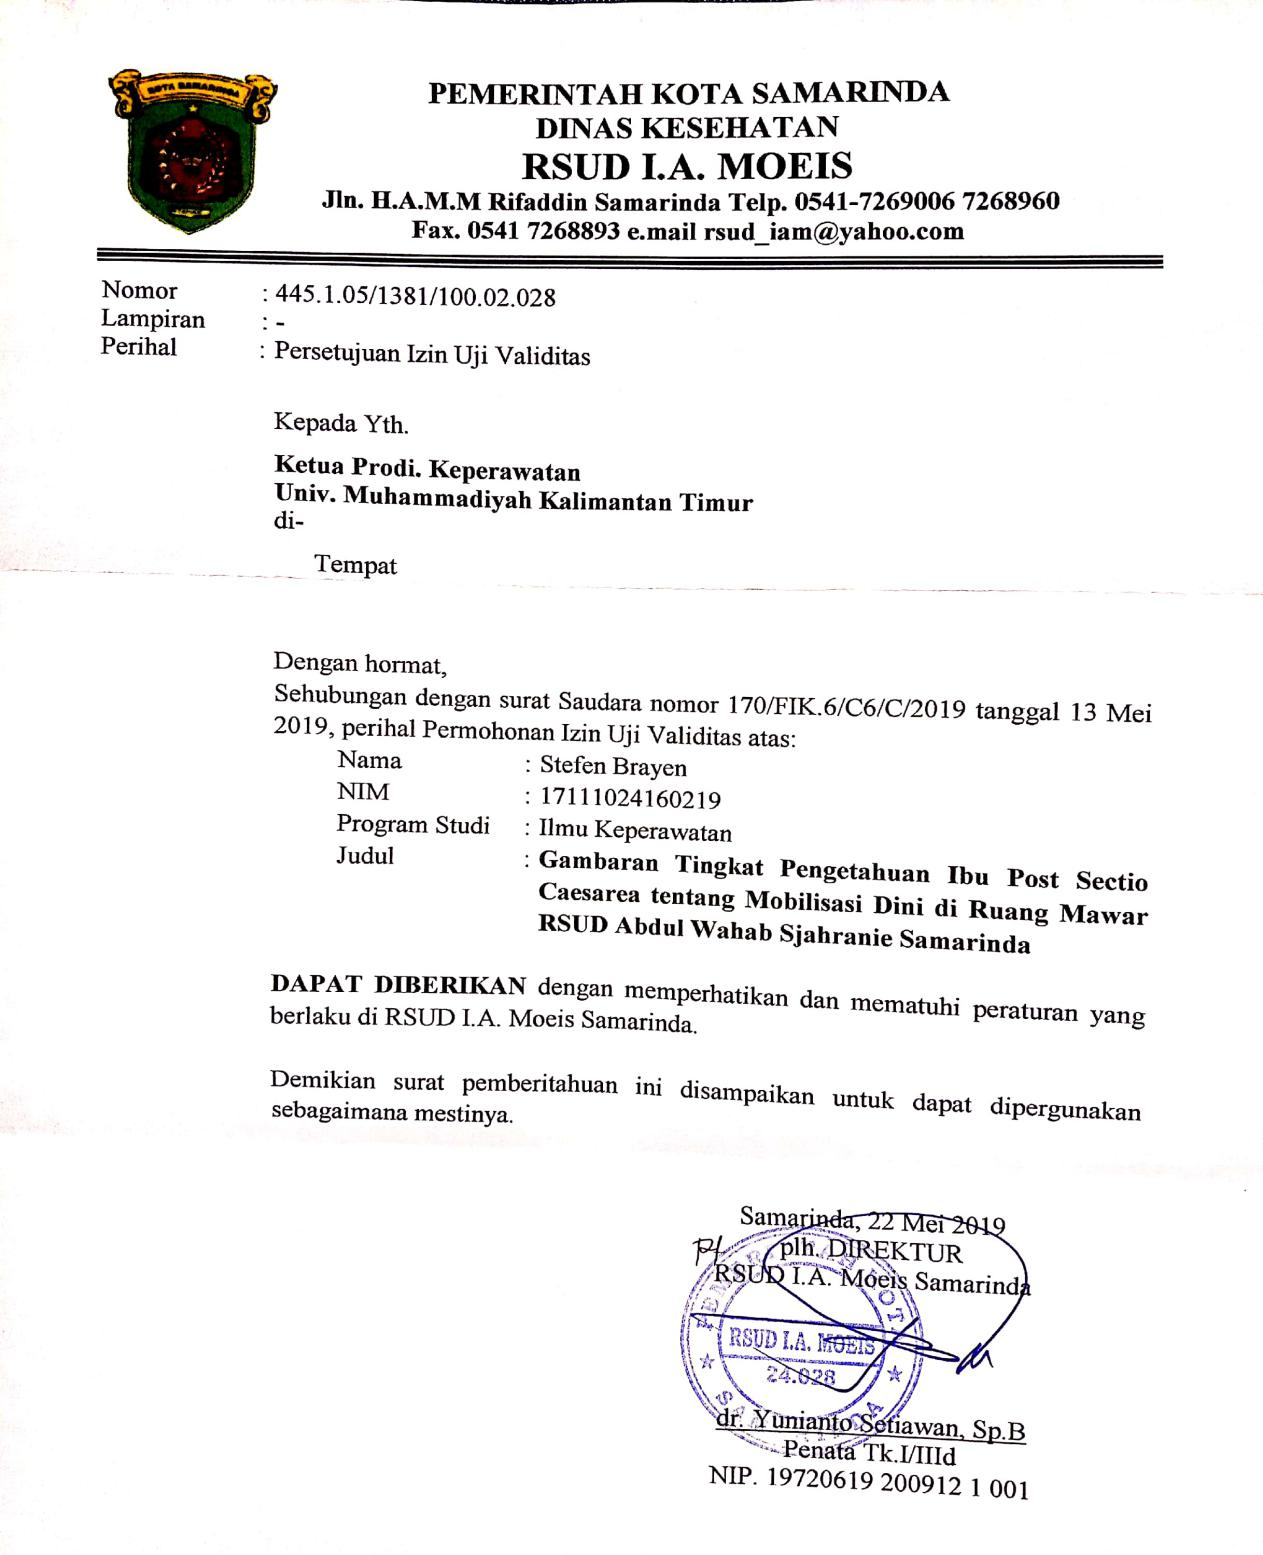 KOTA SAMARINDA
PEMERINTAH KOTA SAMARINDA
DINAS KESEHATAN
RSUD I.A. MOEIS
Jln. H.A.M.M Rifaddin Samarinda Telp. 0541-7269006 7268960
Fax. 0541 7268893 e.mail rsud_iam@yahoo.com
Nomor : 445.1.05/1381/100.02.028
Lampiran : -
Perihal : Persetujuan Izin Uji Validitas
Kepada Yth.
Ketua Prodi. Keperawatan
Univ. Muhammadiyah Kalimantan Timur
di-
Tempat
Dengan hormat,
Sehubungan dengan surat Saudara nomor 170/FIK.6/C6/C/2019 tanggal 13 Mei
2019, perihal Permohonan Izin Uji Validitas atas:
Nama : Stefen Brayen
NIM : 17111024160219
Program Studi : Ilmu Keperawatan
Judul : Gambaran Tingkat Pengetahuan Ibu Post Sectio
Caesarea tentang Mobilisasi Dini di Ruang Mawar
RSUD Abdul Wahab Sjahranie Samarinda
DAPAT DIBERIKAN dengan memperhatikan dan mematuhi peraturan yang
berlaku di RSUD I.A. Moeis Samarinda.
Demikian surat pemberitahuan ini disampaikan untuk dapat dipergunakan
sebagaimana mestinya.
Samarinda, 22 Mei 2019
plh. DIREKTUR
RSUD I.A. Moeis Samarinda
PEMERINTAH KOTA
RSUD I.A. MOEIS
24.028
SAMARINDA
dr. Yunianto Setiawan, Sp.B
Penata Tk.I/IIId
NIP. 19720619 200912 1 001